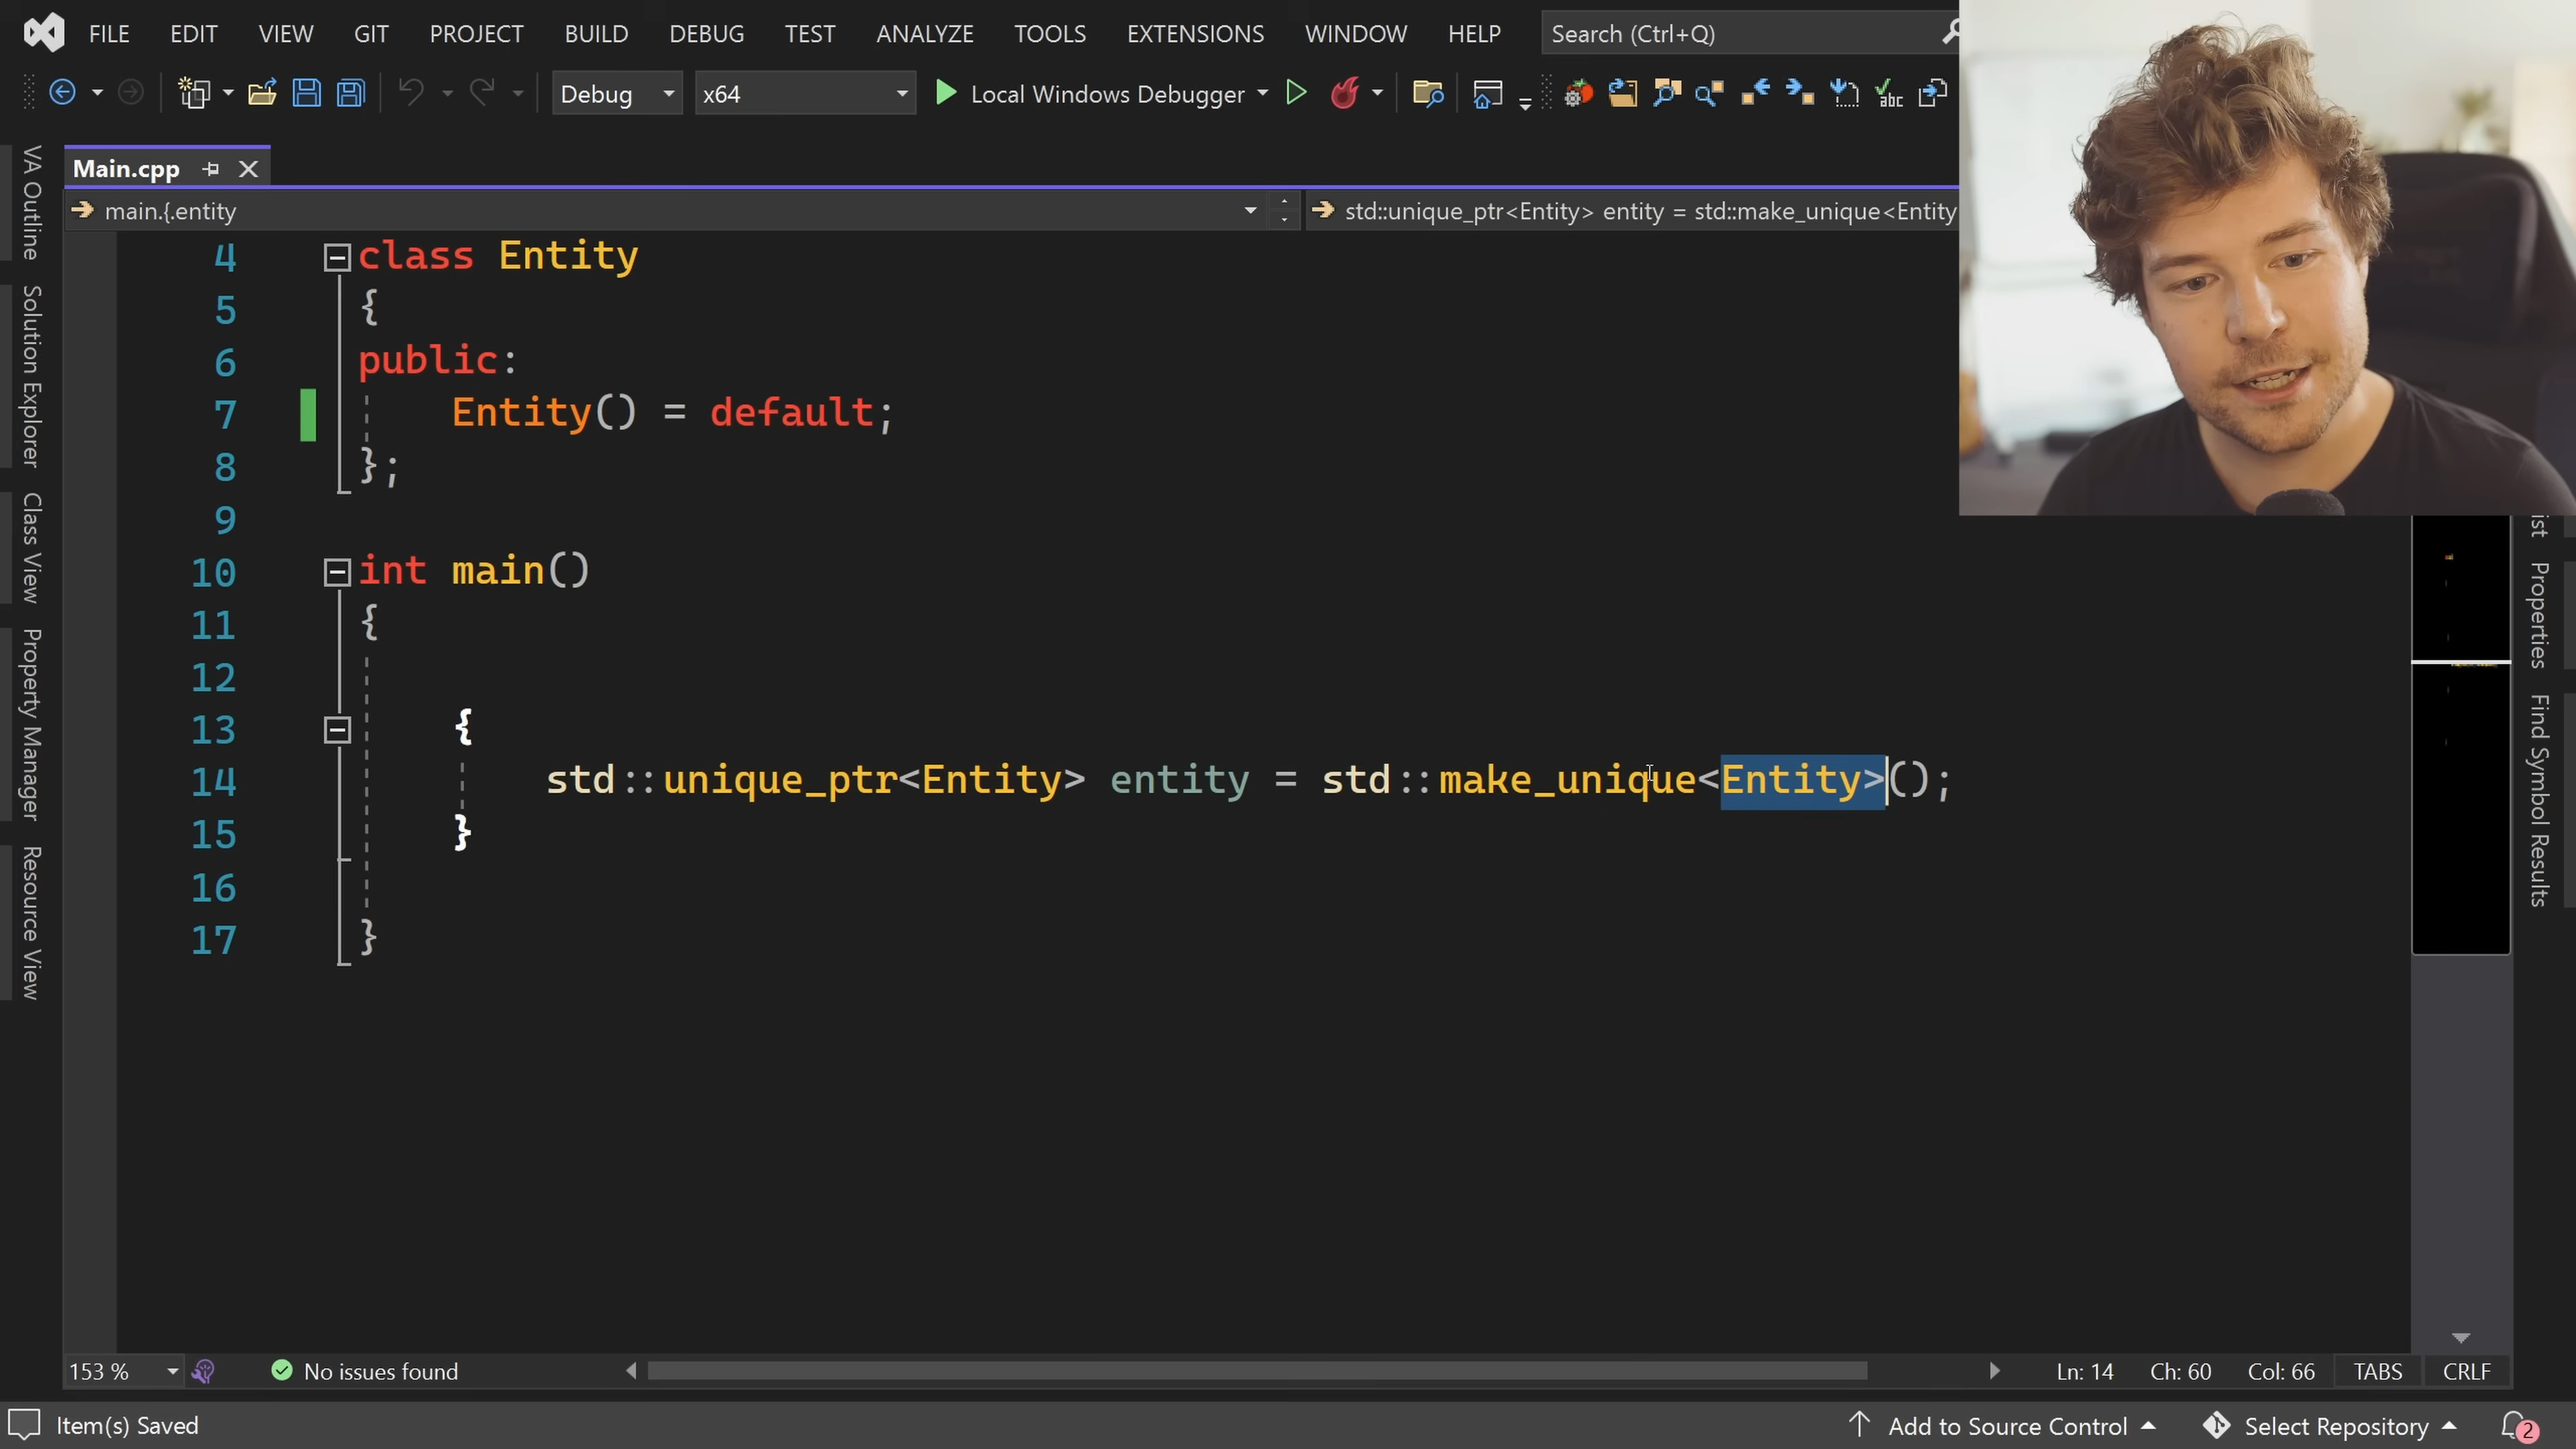 FILE EDIT VIEW GIT PROJECT BUILD DEBUG TEST ANALYZE TOOLS EXTENSIONS WINDOW HELP Search (Ctrl+Q)
Debug x64 Local Windows Debugger abc
Main.cpp
main.{.entity std::unique_ptr<Entity> entity = std::make_unique<Entity
4 class Entity
5 {
6 public:
7 Entity() = default;
8 };
9
10 int main()
11 {
12
13 {
14 std::unique_ptr<Entity> entity = std::make_unique<Entity>();
15 }
16
17 }
VA Outline
Solution Explorer
Class View
Property Manager
Resource View
ist
Properties
Find Symbol Results
153 % No issues found Ln: 14 Ch: 60 Col: 66 TABS CRLF
Item(s) Saved Add to Source Control Select Repository 2